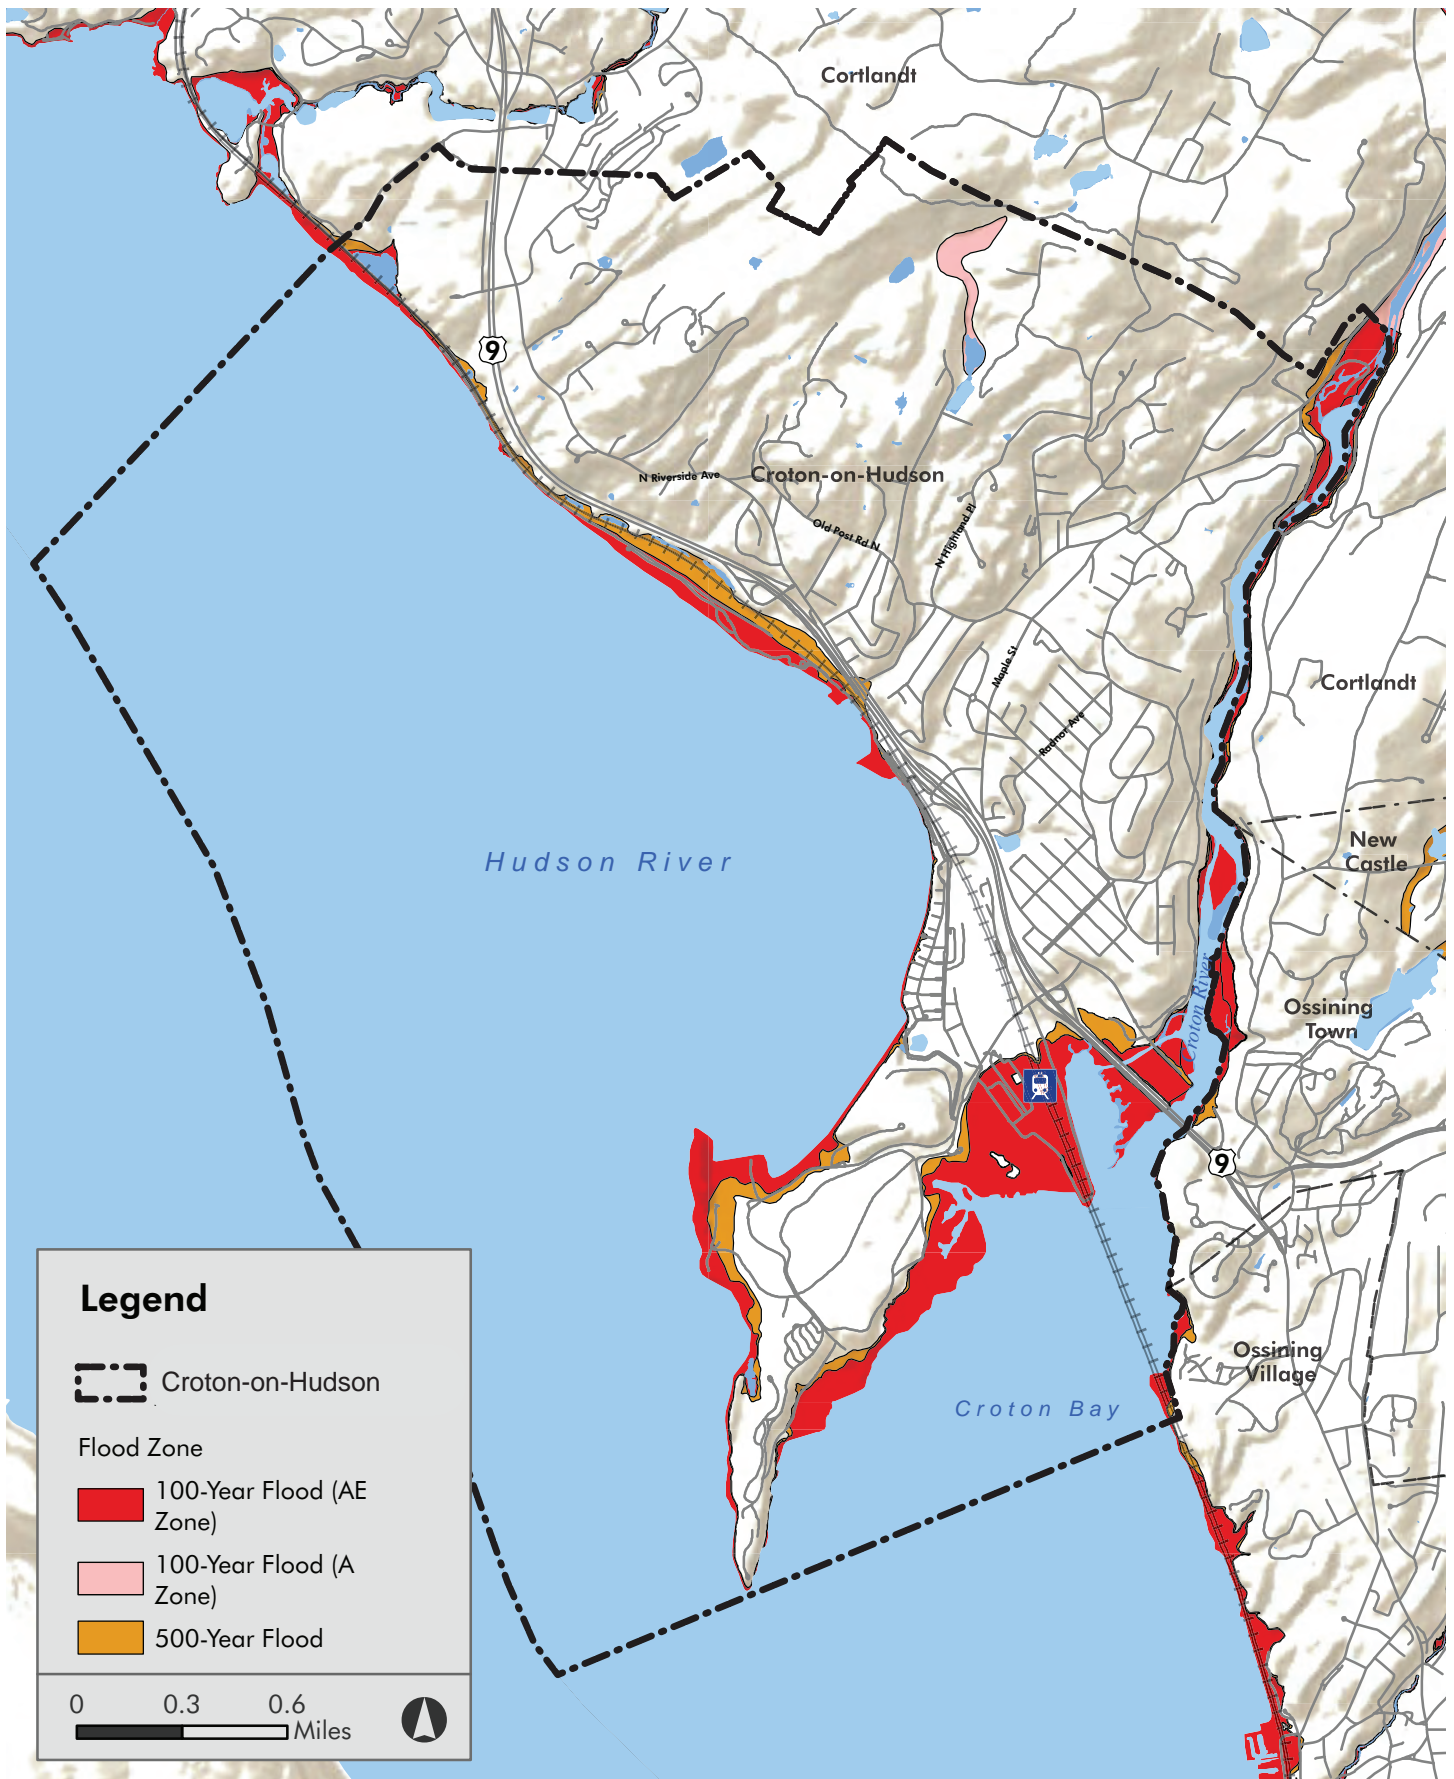 Cortlandt
9
N Riverside Ave
Croton-on-Hudson
Old Post Rd N
N Highland Pl
Maple St
Radnor Ave
Cortlandt
New
Castle
Hudson River
Croton River
Ossining
Town
9
Ossining
Village
Croton Bay
Legend
Croton-on-Hudson
Flood Zone
100-Year Flood (AE
Zone)
100-Year Flood (A
Zone)
500-Year Flood
0 0.3 0.6
Miles